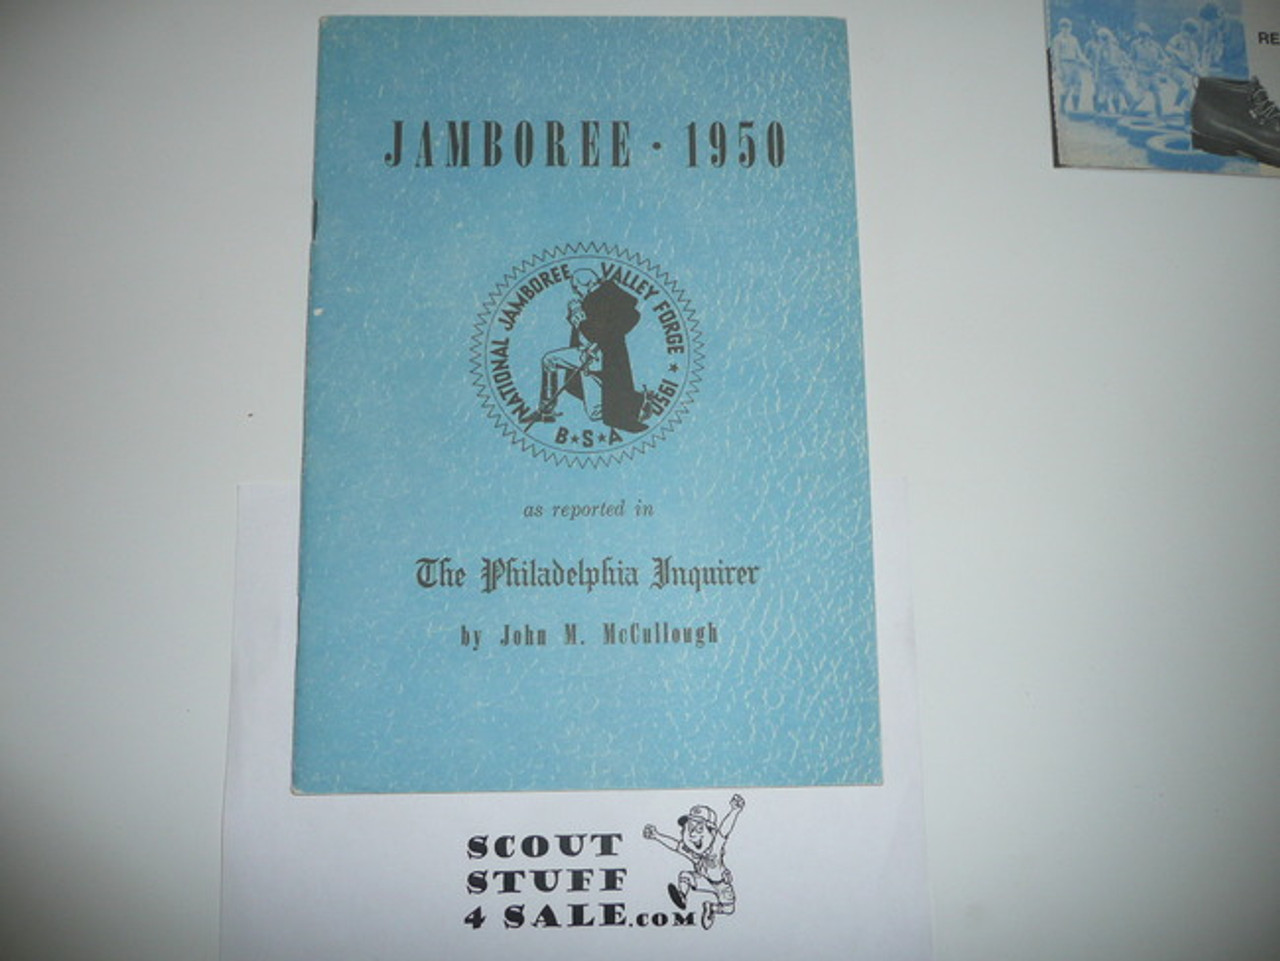 JAMBOREE · 1950
NATIONAL JAMBOREE VALLEY FORGE ★ 1950
B★S★A
as reported in
The Philadelphia Inquirer
by John M. McCullough
SCOUT
STUFF
4 SALE.COM
RE